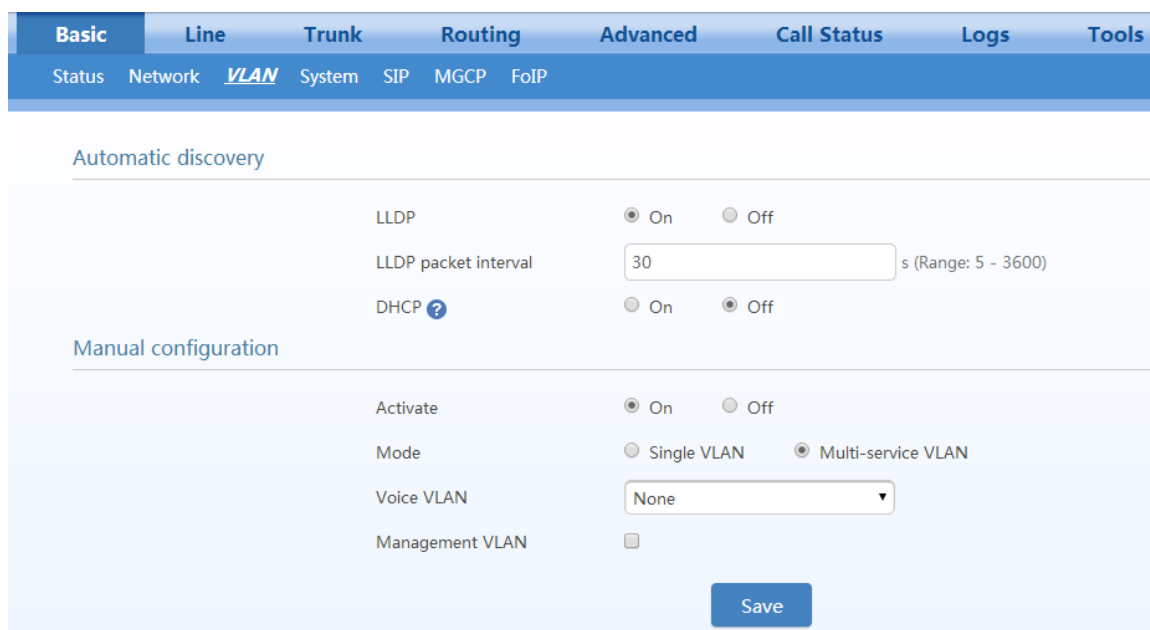 Basic Line Trunk Routing Advanced Call Status Logs Tools
Status Network VLAN System SIP MGCP FoIP
Automatic discovery
LLDP On Off
LLDP packet interval 30 s (Range: 5 - 3600)
DHCP ? On Off
Manual configuration
Activate On Off
Mode Single VLAN Multi-service VLAN
Voice VLAN None
Management VLAN
Save